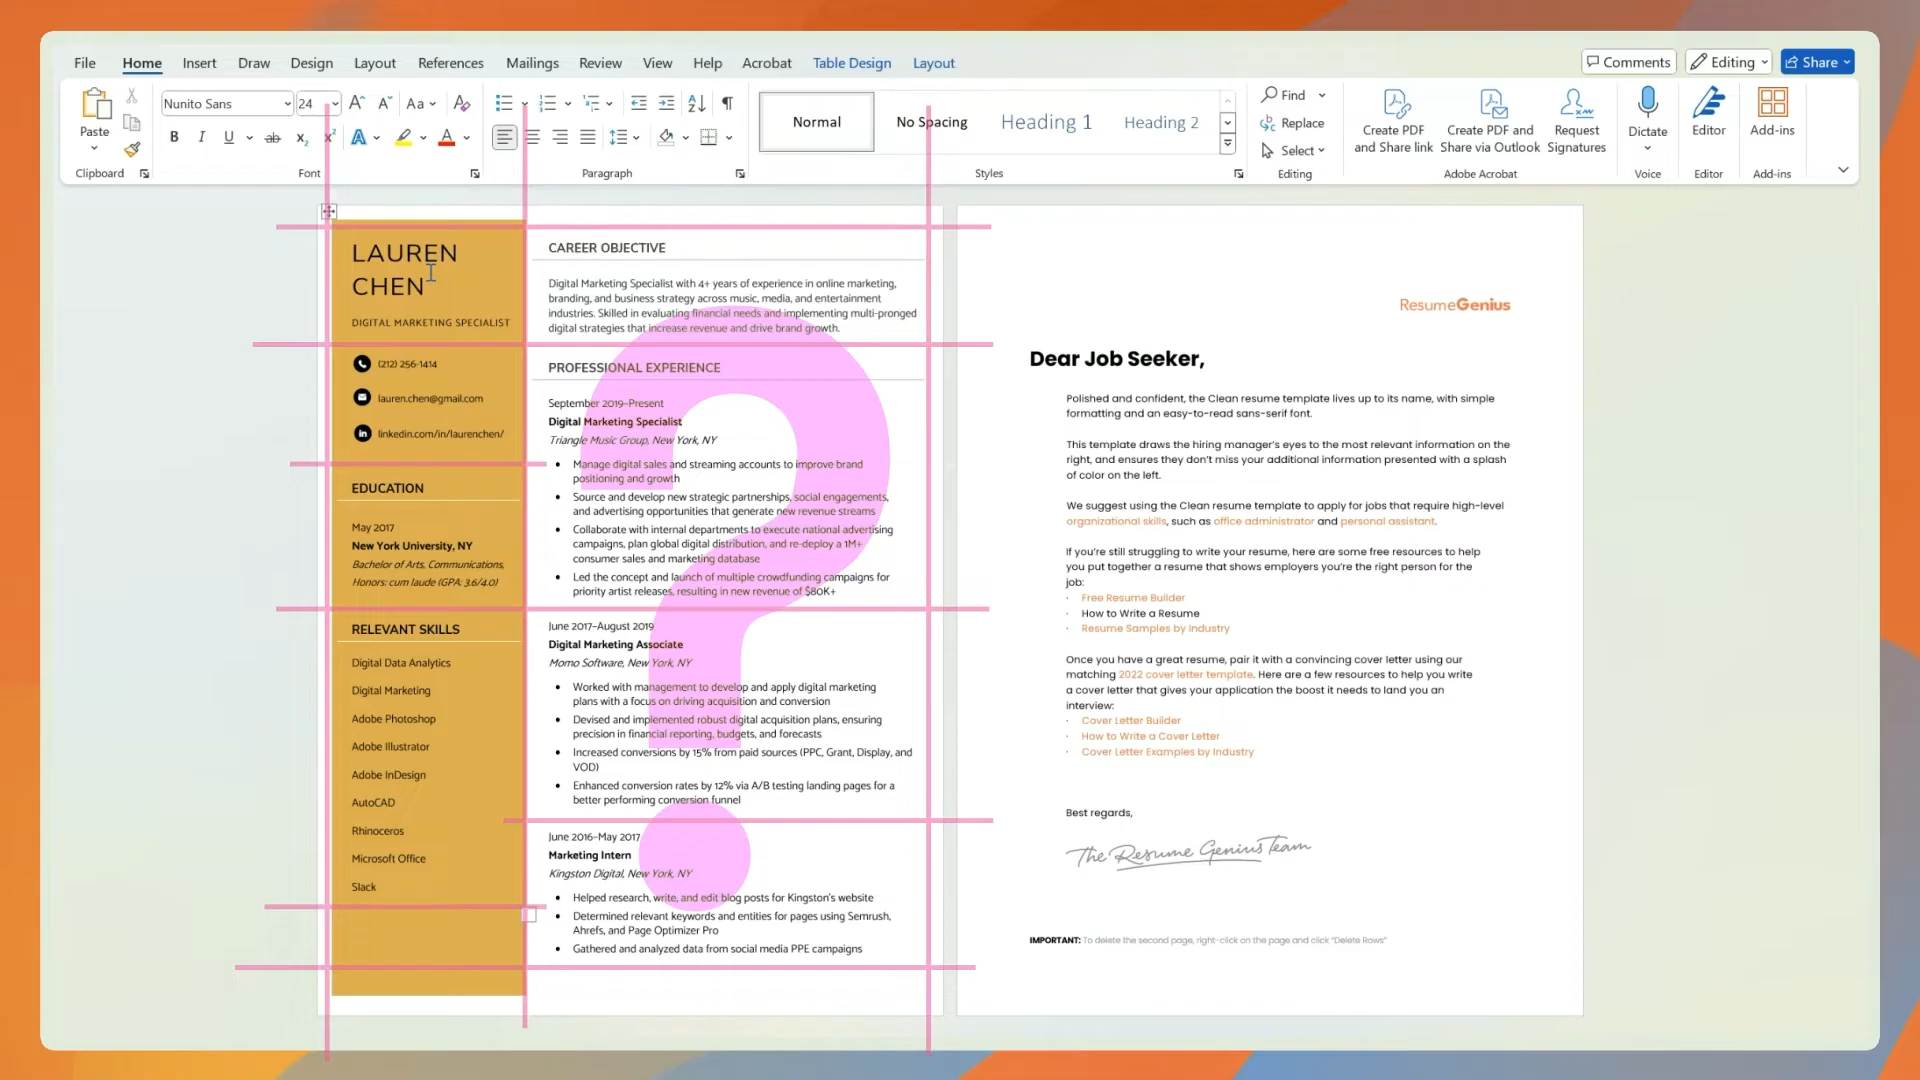 File Home Insert Draw Design Layout References Mailings Review View Help Acrobat Table Design Layout
Comments Editing Share
Paste
Clipboard
Nunito Sans 24
Font
Paragraph
Normal No Spacing Heading 1 Heading 2
Styles
Find
Replace
Select
Editing
Create PDF
and Share link
Create PDF and
Share via Outlook
Request
Signatures
Adobe Acrobat
Dictate
Voice
Editor
Editor
Add-ins
Add-ins
LAUREN
CHEN
DIGITAL MARKETING SPECIALIST
(212) 256-1414
lauren.chen@gmail.com
linkedin.com/in/laurenchen/
EDUCATION
May 2017
New York University, NY
Bachelor of Arts, Communications,
Honors: cum laude (GPA: 3.6/4.0)
RELEVANT SKILLS
Digital Data Analytics
Digital Marketing
Adobe Photoshop
Adobe Illustrator
Adobe InDesign
AutoCAD
Rhinoceros
Microsoft Office
Slack
CAREER OBJECTIVE
Digital Marketing Specialist with 4+ years of experience in online marketing,
branding, and business strategy across music, media, and entertainment
industries. Skilled in evaluating financial needs and implementing multi-pronged
digital strategies that increase revenue and drive brand growth.
PROFESSIONAL EXPERIENCE
September 2019–Present
Digital Marketing Specialist
Triangle Music Group, New York, NY
• Manage digital sales and streaming accounts to improve brand
positioning and growth
• Source and develop new strategic partnerships, social engagements,
and advertising opportunities that generate new revenue streams
• Collaborate with internal departments to execute national advertising
campaigns, plan global digital distribution, and re-deploy a 1M+
consumer sales and marketing database
• Led the concept and launch of multiple crowdfunding campaigns for
priority artist releases, resulting in new revenue of $80K+
June 2017–August 2019
Digital Marketing Associate
Momo Software, New York, NY
• Worked with management to develop and apply digital marketing
plans with a focus on driving acquisition and conversion
• Devised and implemented robust digital acquisition plans, ensuring
precision in financial reporting, budgets, and forecasts
• Increased conversions by 15% from paid sources (PPC, Grant, Display, and
VOD)
• Enhanced conversion rates by 12% via A/B testing landing pages for a
better performing conversion funnel
June 2016–May 2017
Marketing Intern
Kingston Digital, New York, NY
• Helped research, write, and edit blog posts for Kingston's website
• Determined relevant keywords and entities for pages using Semrush,
Ahrefs, and Page Optimizer Pro
• Gathered and analyzed data from social media PPE campaigns
?
ResumeGenius
Dear Job Seeker,
Polished and confident, the Clean resume template lives up to its name, with simple
formatting and an easy-to-read sans-serif font.
This template draws the hiring manager's eyes to the most relevant information on the
right, and ensures they don't miss your additional information presented with a splash
of color on the left.
We suggest using the Clean resume template to apply for jobs that require high-level
organizational skills, such as office administrator and personal assistant.
If you're still struggling to write your resume, here are some free resources to help
you put together a resume that shows employers you're the right person for the
job:
· Free Resume Builder
· How to Write a Resume
· Resume Samples by Industry
Once you have a great resume, pair it with a convincing cover letter using our
matching 2022 cover letter template. Here are a few resources to help you write
a cover letter that gives your application the boost it needs to land you an
interview:
· Cover Letter Builder
· How to Write a Cover Letter
· Cover Letter Examples by Industry
Best regards,
The Resume Genius Team
IMPORTANT: To delete the second page, right-click on the page and click "Delete Rows"